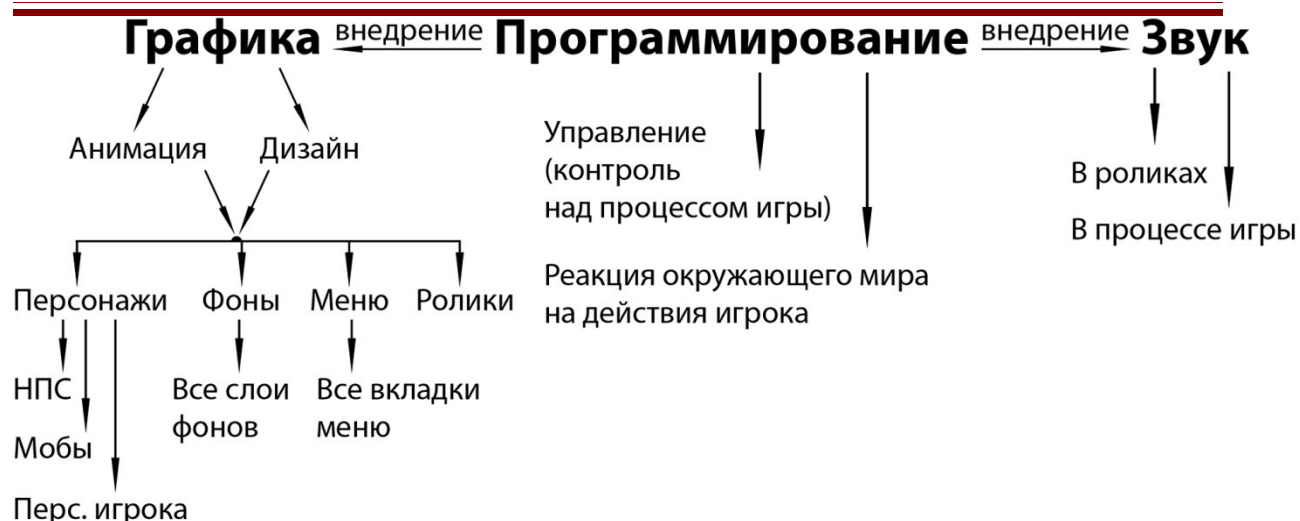 Графика внедрение Программирование внедрение Звук
Анимация Дизайн
Управление
(контроль
над процессом игры)
В роликах
В процессе игры
Реакция окружающего мира
на действия игрока
Персонажи Фоны Меню Ролики
НПС
Мобы
Перс. игрока
Все слои
фонов
Все вкладки
меню